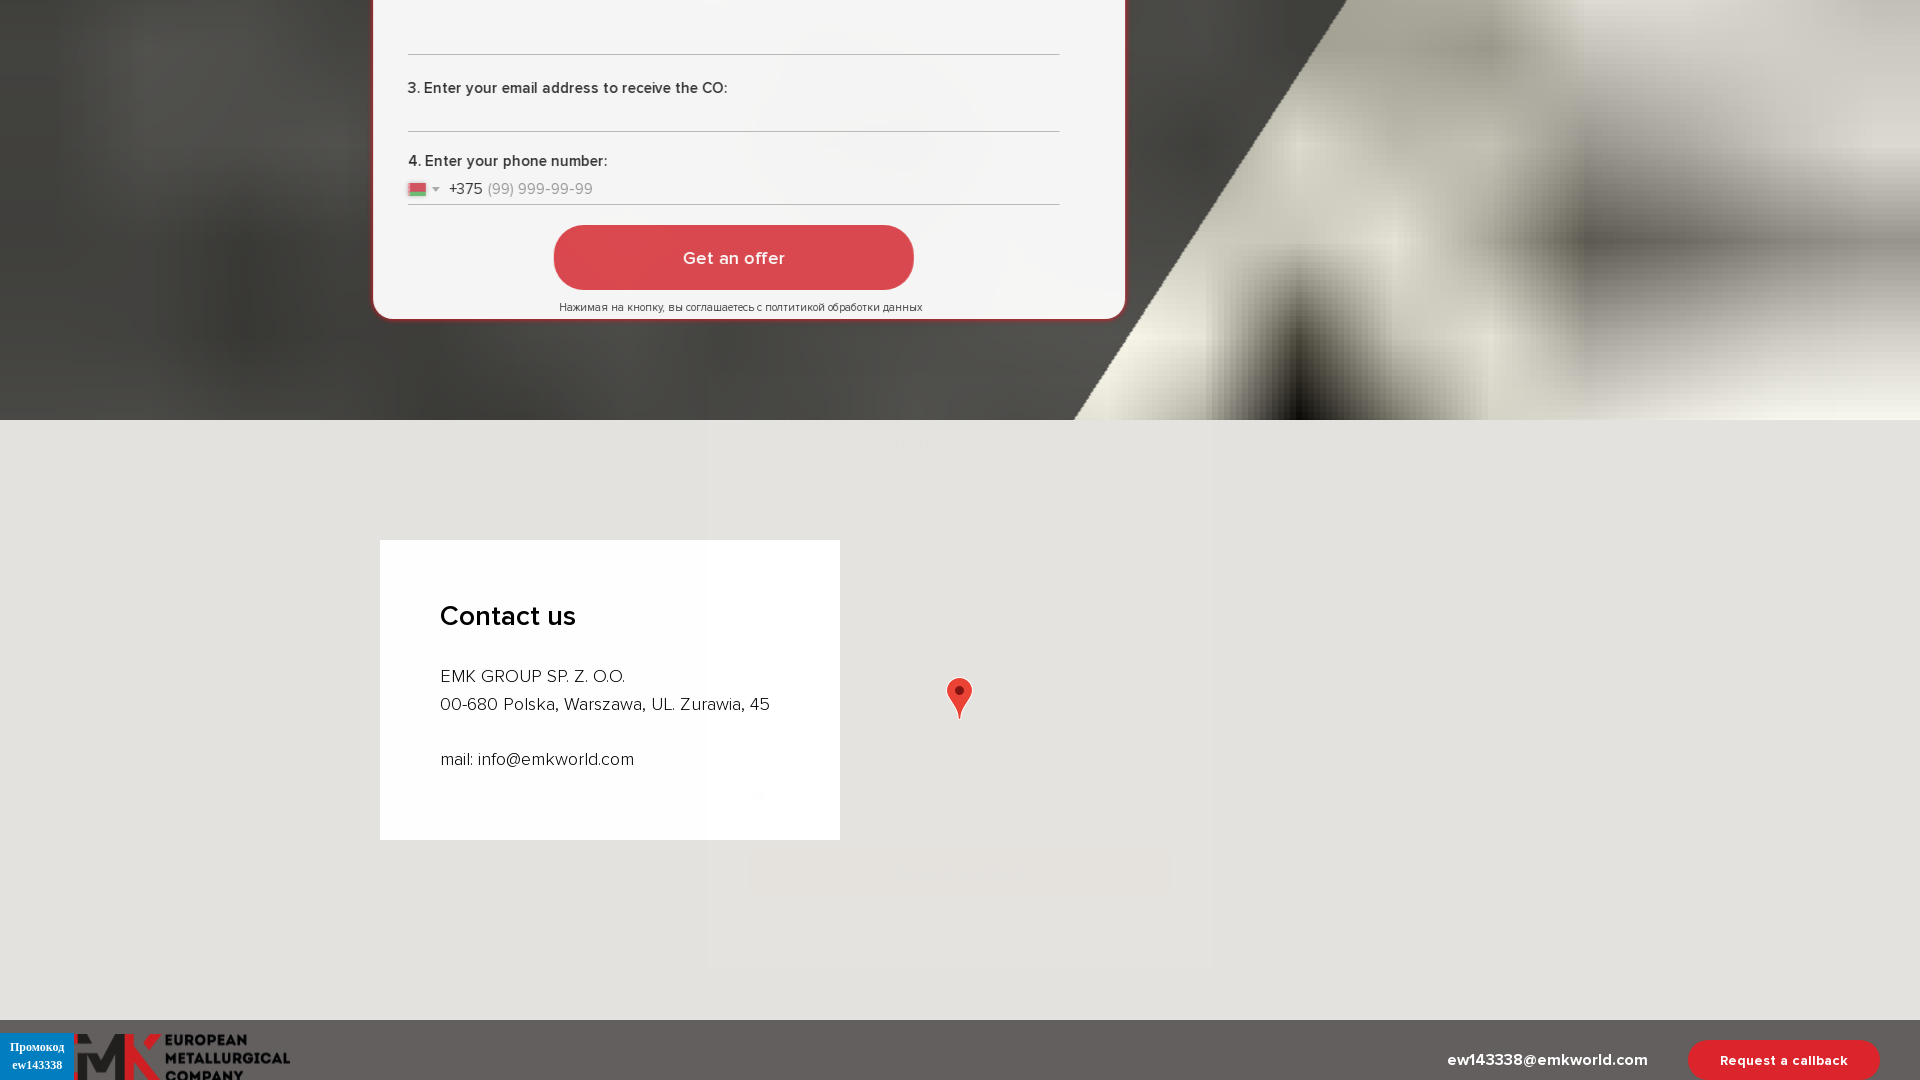 3. Enter your email address to receive the CO:
4. Enter your phone number:
+375 (99) 999-99-99
Get an offer
Нажимая на кнопку, вы соглашаетесь с полтитикой обработки данных
Contact us
EMK GROUP SP. Z. O.O.
00-680 Polska, Warszawa, UL. Zurawia, 45
mail: info@emkworld.com
Промокод
ew143338
MK
EUROPEAN
METALLURGICAL
COMPANY
ew143338@emkworld.com
Request a callback